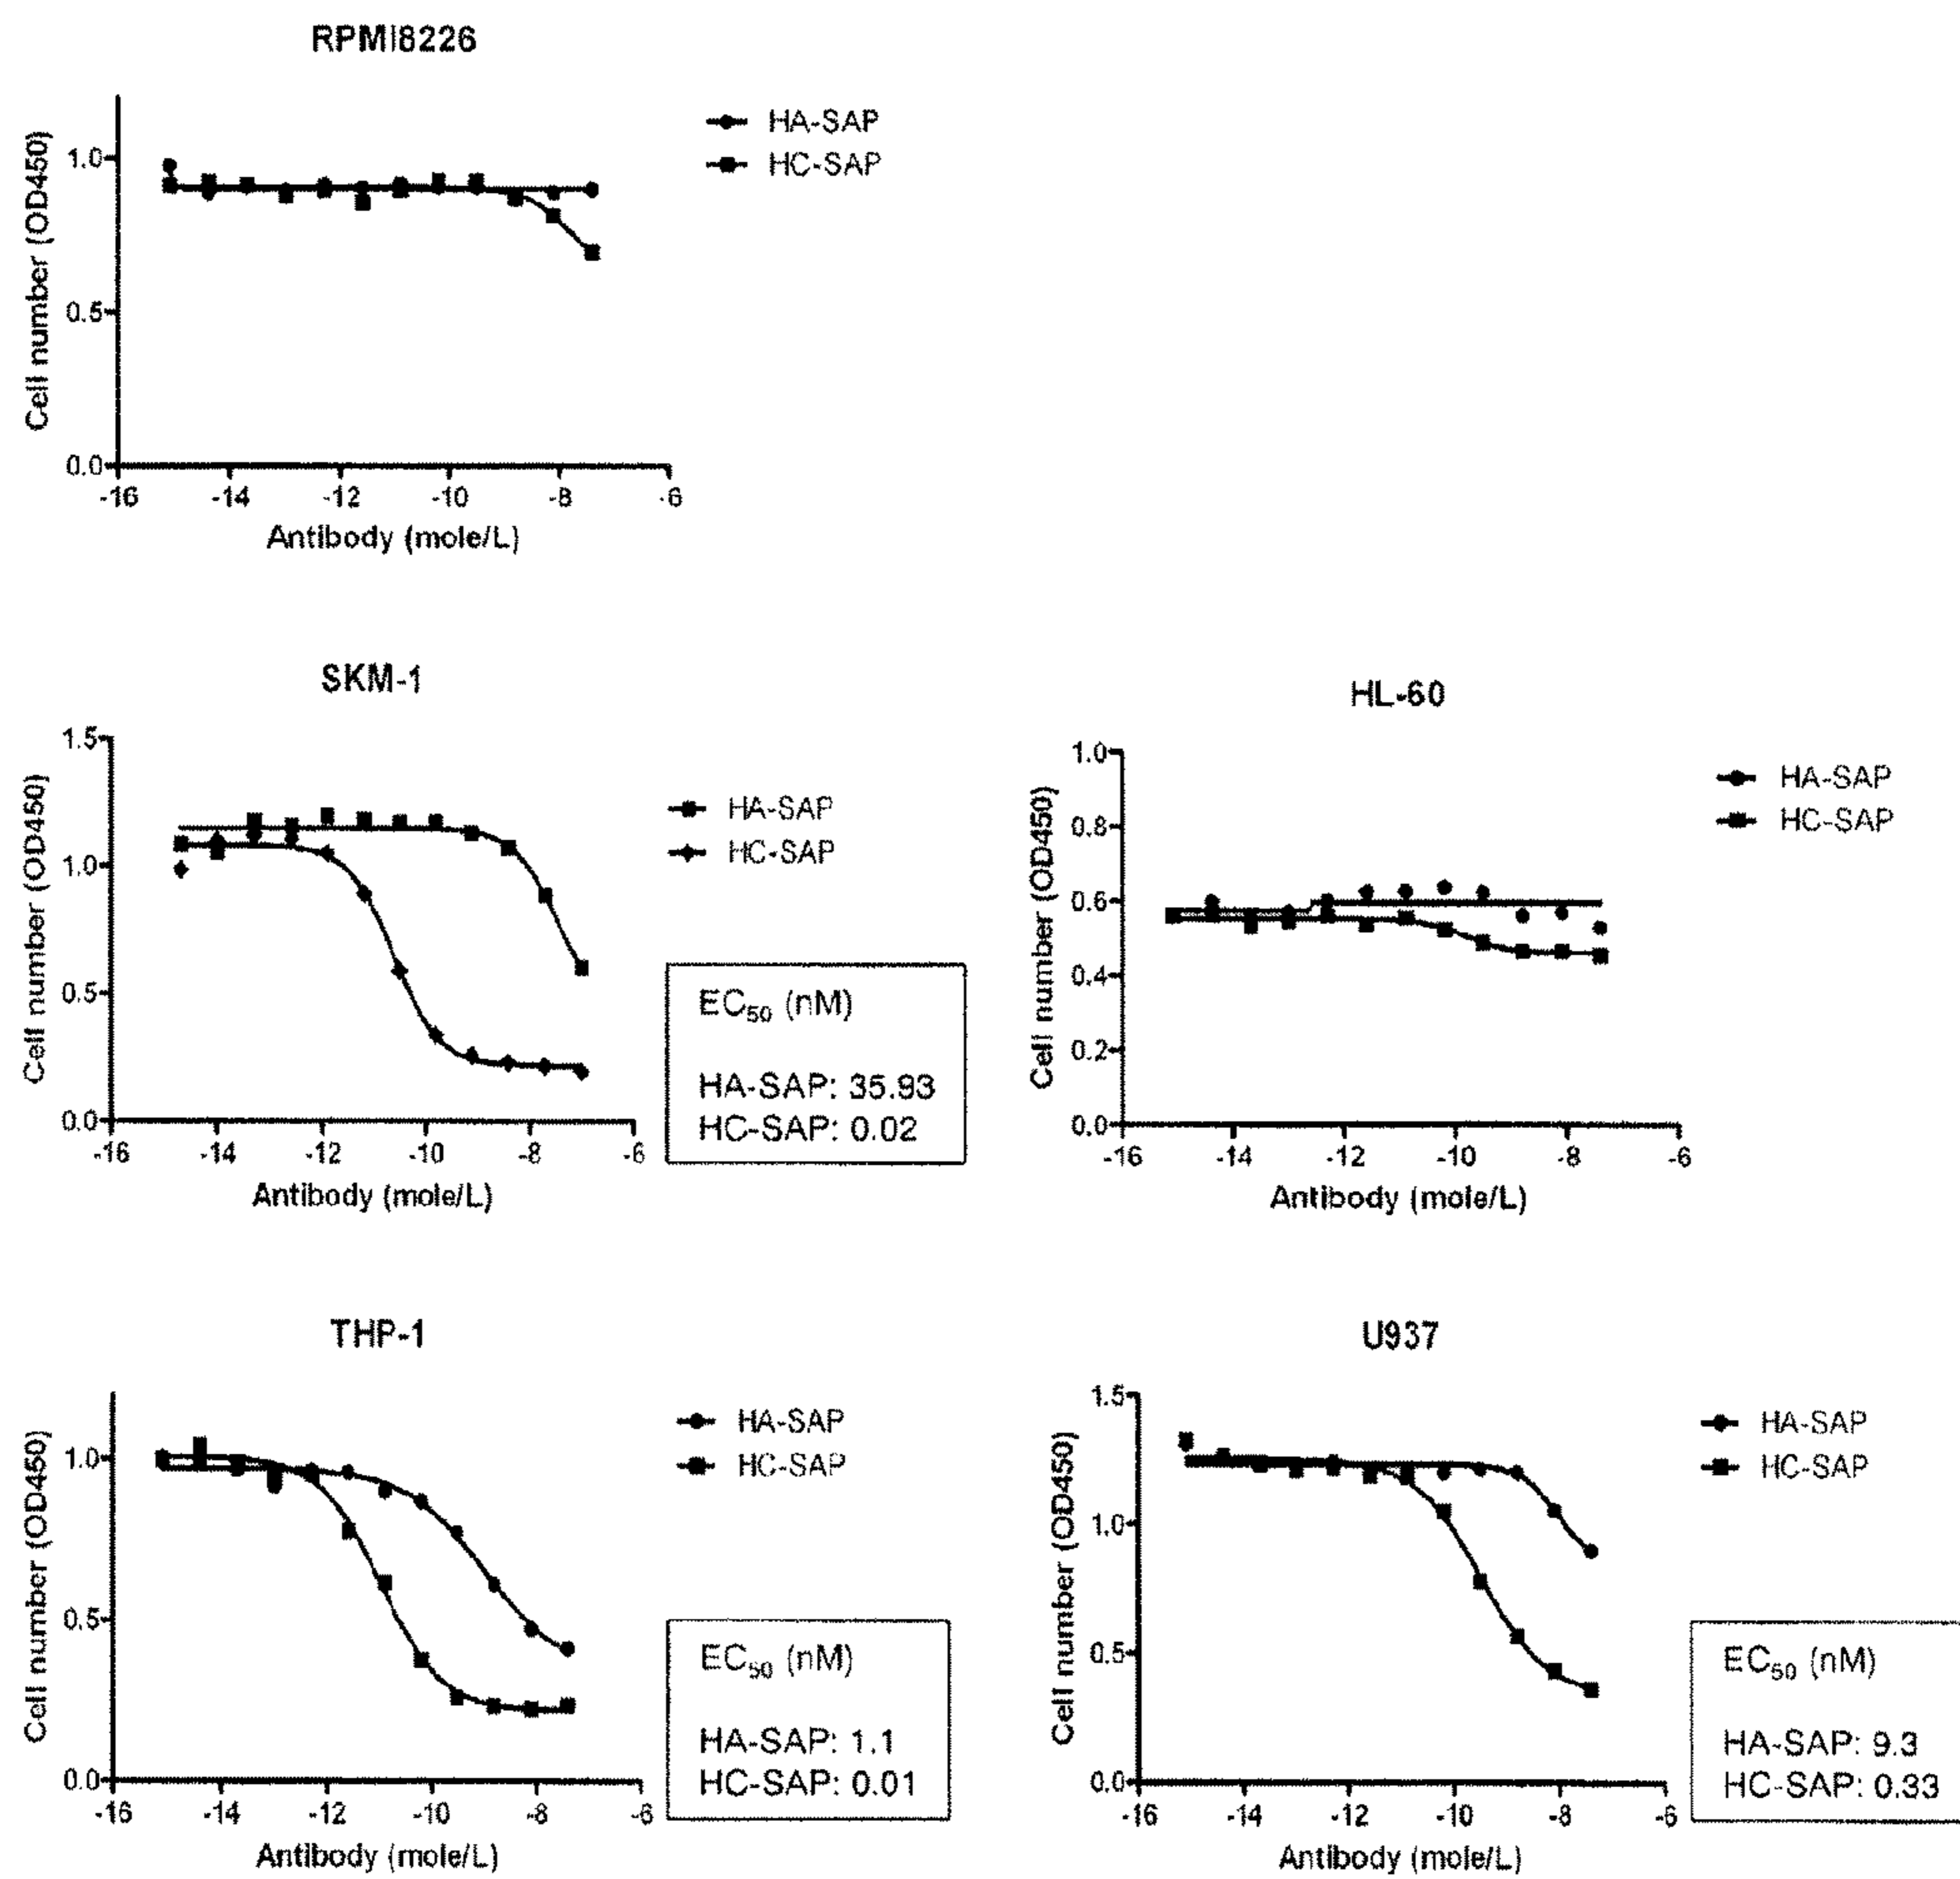 RPMI8226
HA-SAP
HC-SAP
Cell number (OD450)
1.0
0.5
0.0
-16 -14 -12 -10 -8 -6
Antibody (mole/L)
SKM-1
HA-SAP
HC-SAP
Cell number (OD450)
1.5
1.0
0.5
0.0
-16 -14 -12 -10 -8 -6
Antibody (mole/L)
EC50 (nM)
HA-SAP: 35.93
HC-SAP: 0.02
HL-60
HA-SAP
HC-SAP
Cell number (OD450)
1.0
0.8
0.6
0.4
0.2
0.0
-16 -14 -12 -10 -8 -6
Antibody (mole/L)
THP-1
HA-SAP
HC-SAP
Cell number (OD450)
1.0
0.5
0.0
-16 -14 -12 -10 -8 -6
Antibody (mole/L)
EC50 (nM)
HA-SAP: 1.1
HC-SAP: 0.01
U937
HA-SAP
HC-SAP
Cell number (OD450)
1.5
1.0
0.5
0.0
-16 -14 -12 -10 -8 -6
Antibody (mole/L)
EC50 (nM)
HA-SAP: 9.3
HC-SAP: 0.33